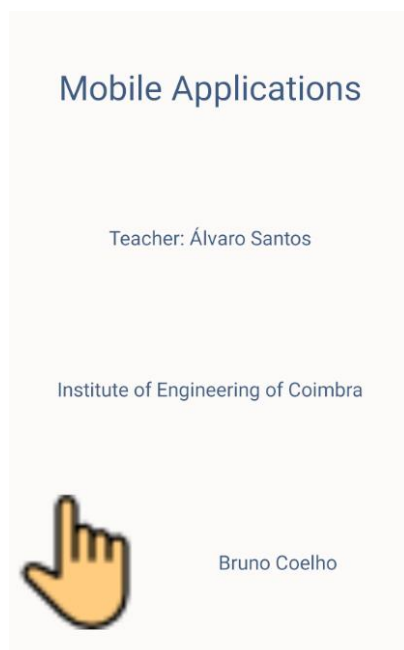 Mobile Applications
Teacher: Álvaro Santos
Institute of Engineering of Coimbra
Bruno Coelho